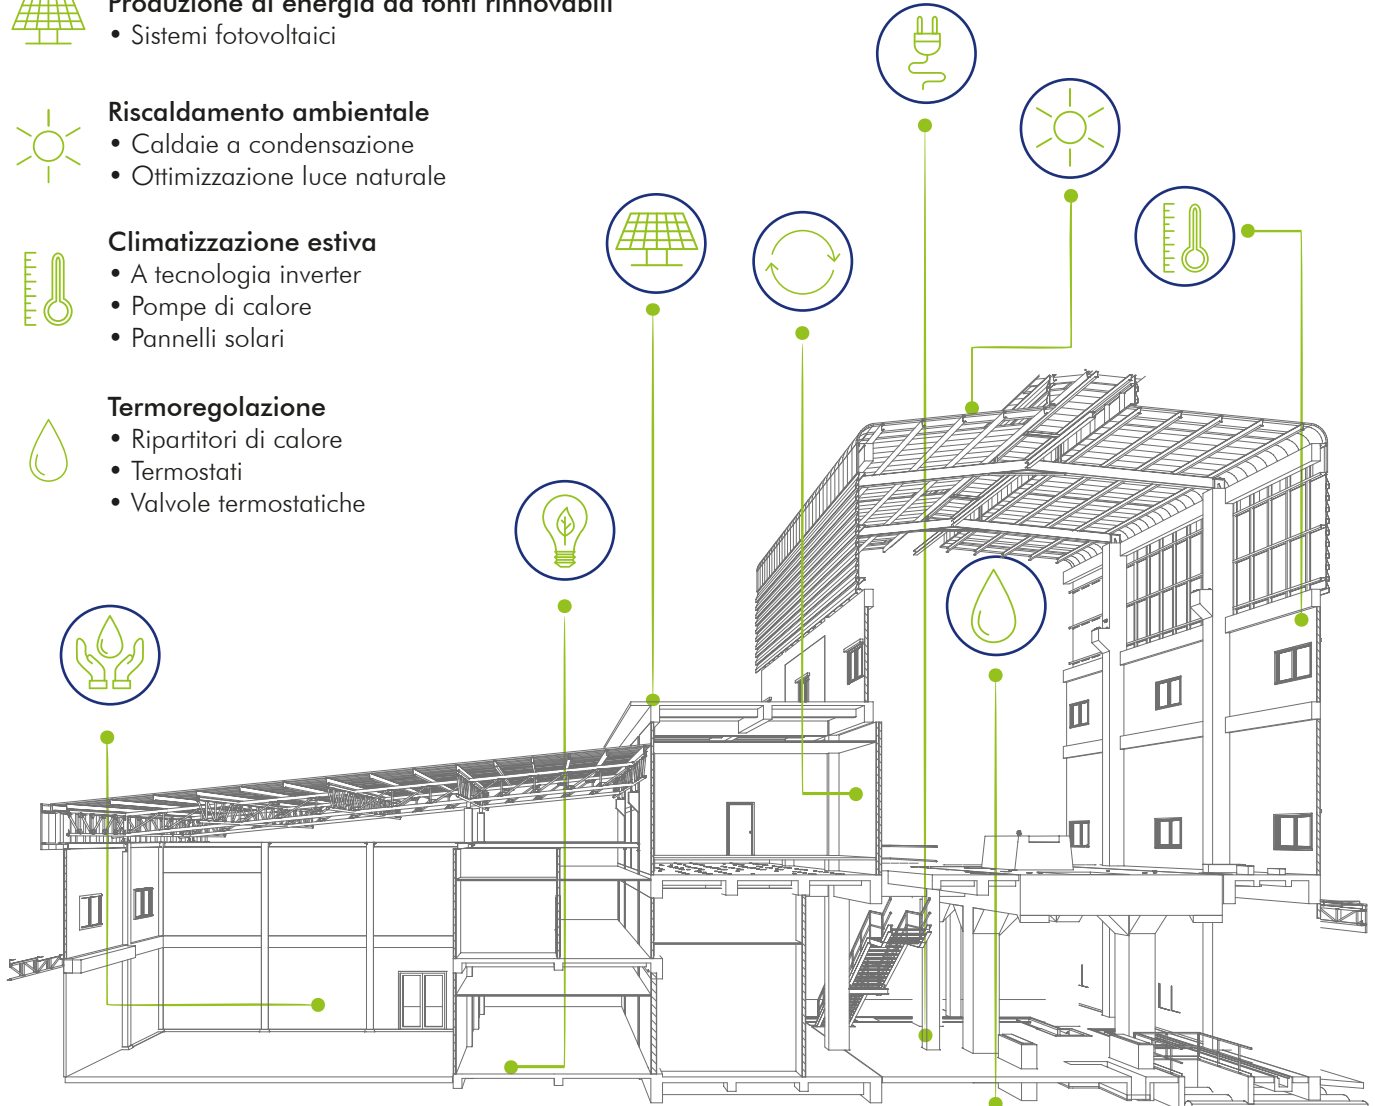 Produzione di energia da fonti rinnovabili
• Sistemi fotovoltaici
Riscaldamento ambientale
• Caldaie a condensazione
• Ottimizzazione luce naturale
Climatizzazione estiva
• A tecnologia inverter
• Pompe di calore
• Pannelli solari
Termoregolazione
• Ripartitori di calore
• Termostati
• Valvole termostatiche